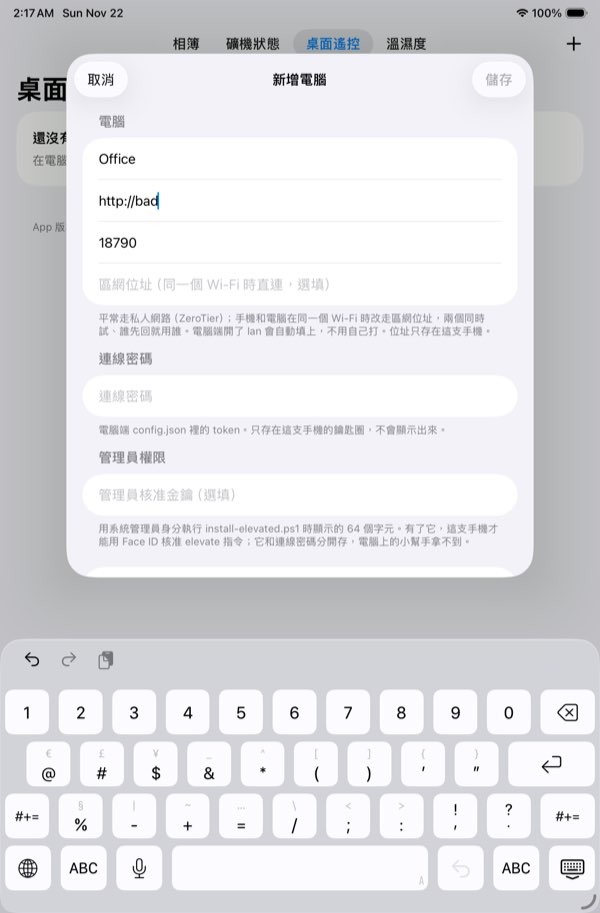 2:17 AM Sun Nov 22 100%
相簿 礦機狀態 桌面遙控 溫濕度 +
桌面
取消 新增電腦 儲存
還沒有
在電腦
App 版
電腦
Office
http://bad
18790
區網位址（同一個 Wi-Fi 時直連，選填）
平常走私人網路（ZeroTier）；手機和電腦在同一個 Wi-Fi 時改走區網位址，兩個同時
試、誰先回就用誰。電腦端開了 lan 會自動填上，不用自己打。位址只存在這支手機。
連線密碼
連線密碼
電腦端 config.json 裡的 token。只存在這支手機的鑰匙圈，不會顯示出來。
管理員權限
管理員核准金鑰（選填）
用系統管理員身分執行 install-elevated.ps1 時顯示的 64 個字元。有了它，這支手機才
能用 Face ID 核准 elevate 指令；它和連線密碼分開存，電腦上的小幫手拿不到。
1 2 3 4 5 6 7 8 9 0
€ £ ¥ _ ^ [ ] { }
@ # $ & * ( ) ' "
§ | ~ … \ < > ! ?
#+= % - + = / ; : , . #+=
ABC A ABC